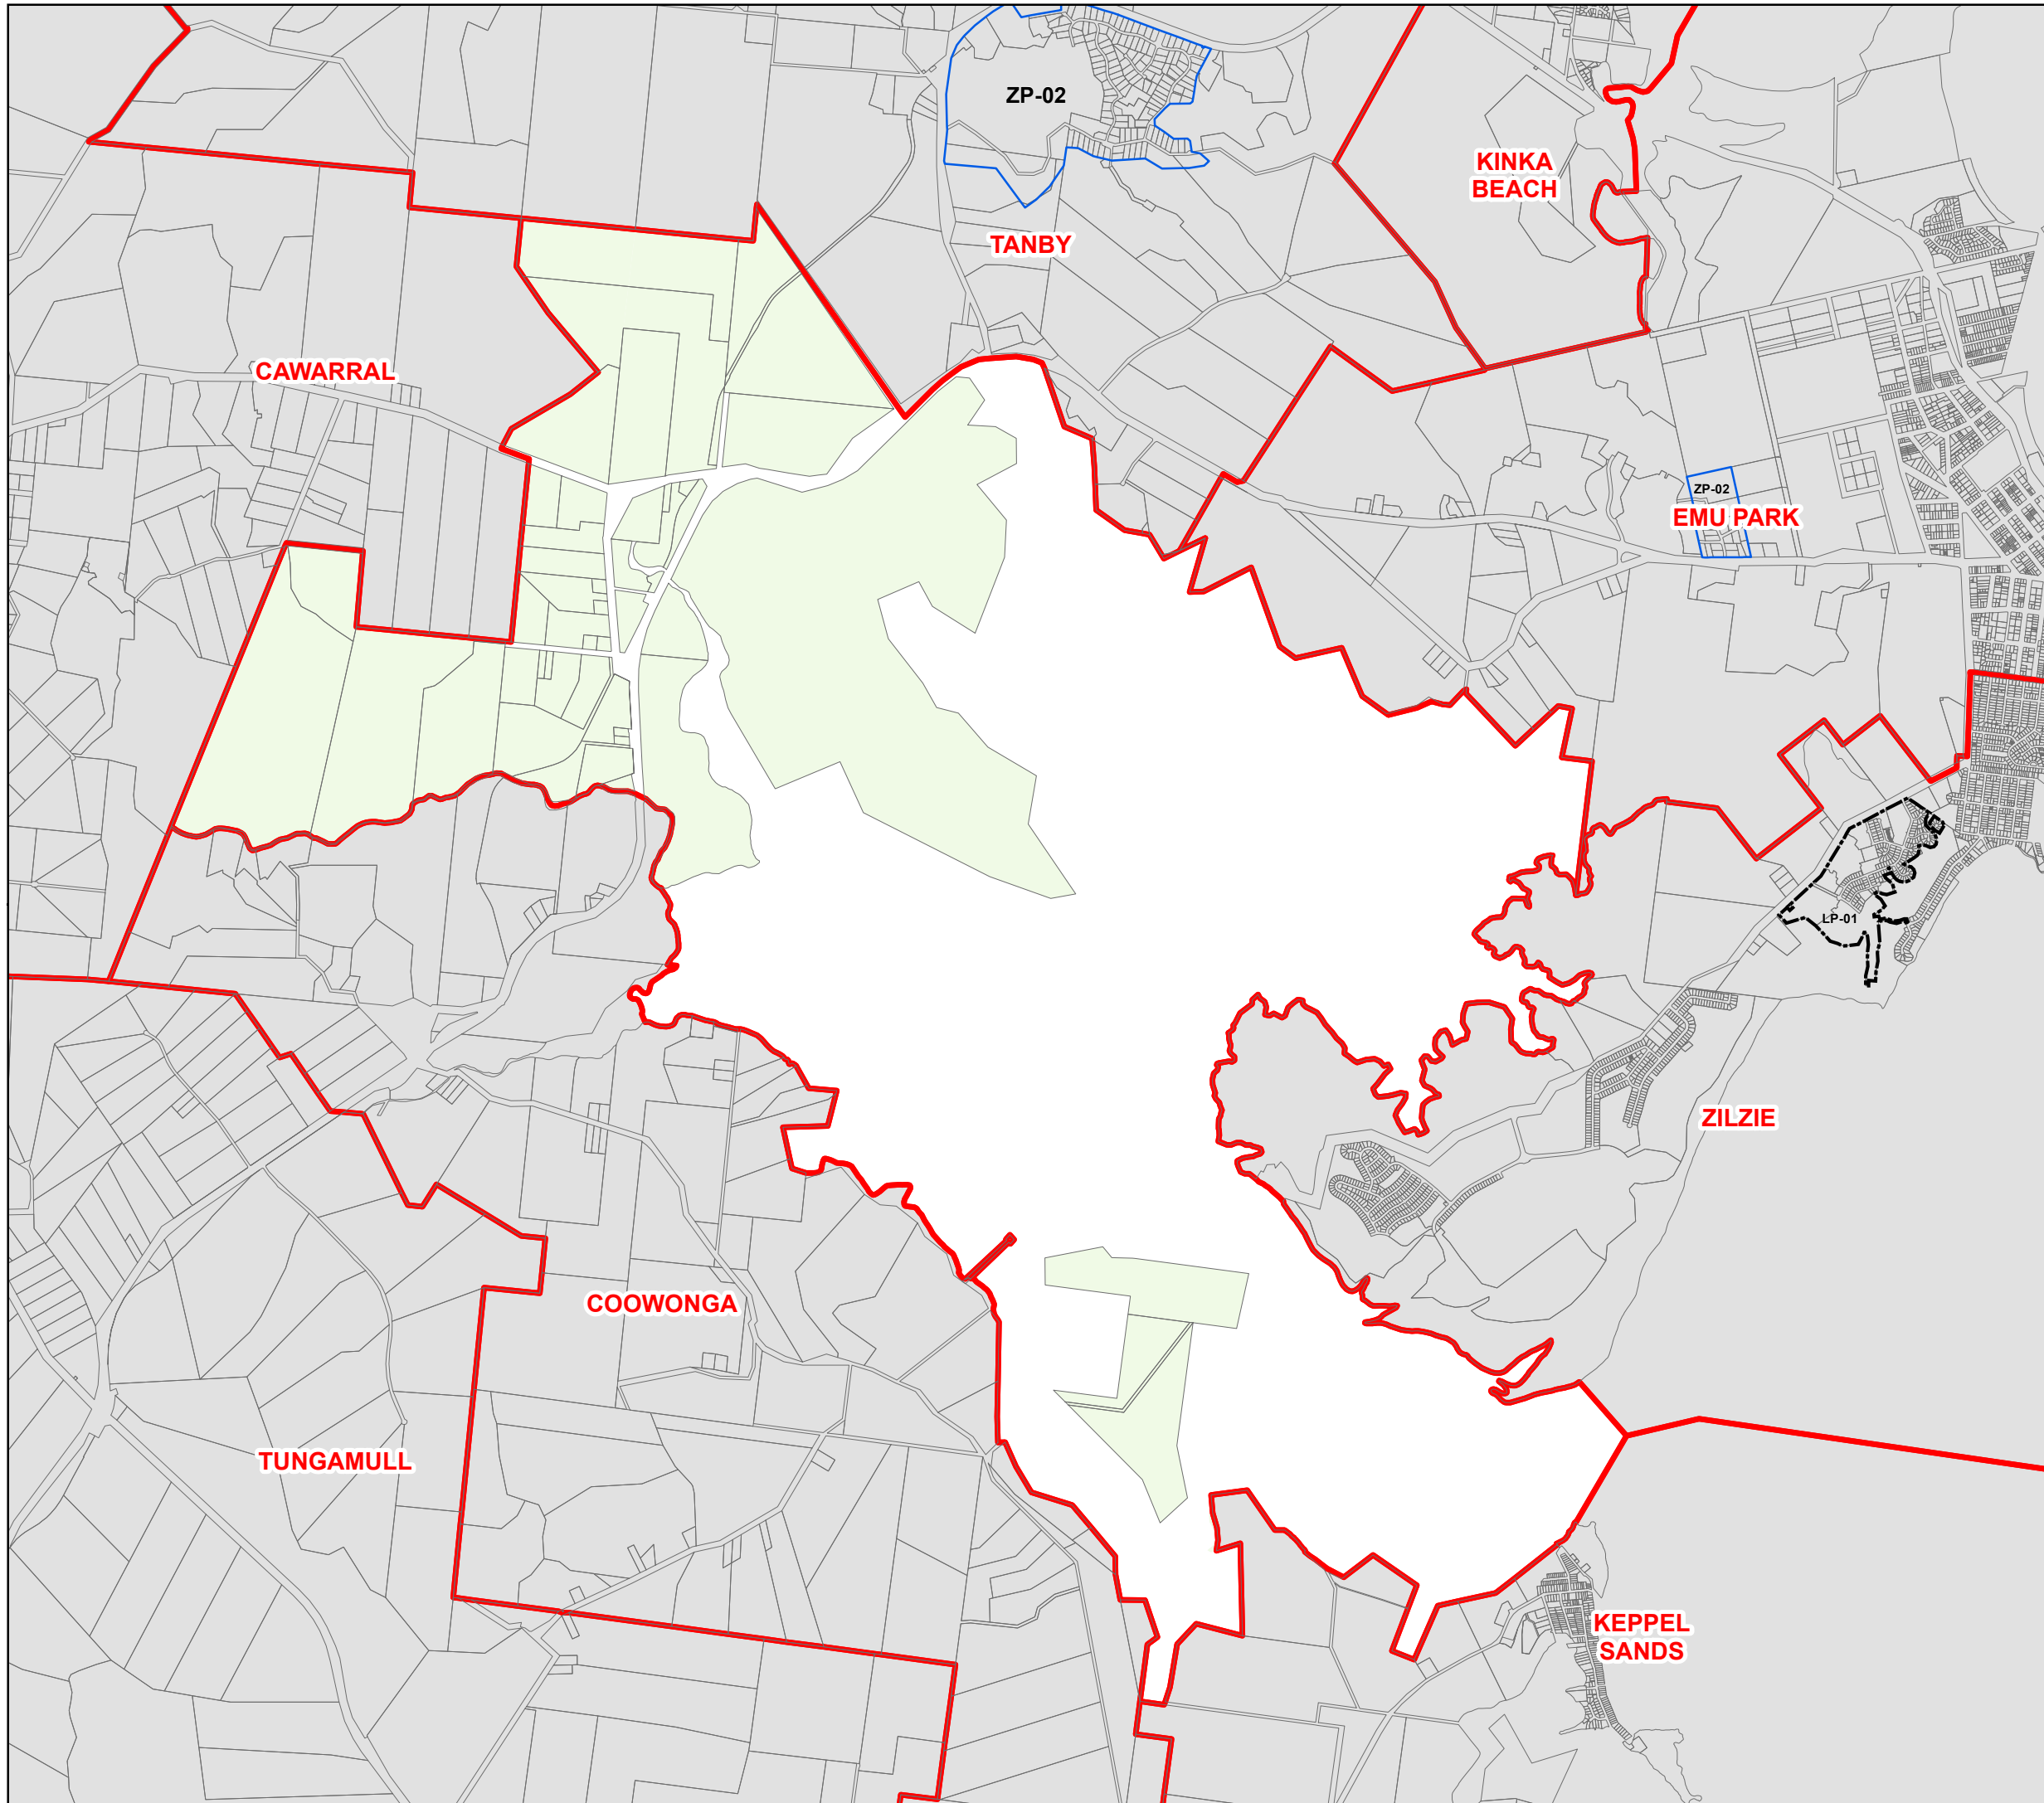 ZP-02
KINKA
BEACH
TANBY
CAWARRAL
ZP-02
EMU PARK
LP-01
ZILZIE
COOWONGA
TUNGAMULL
KEPPEL
SANDS